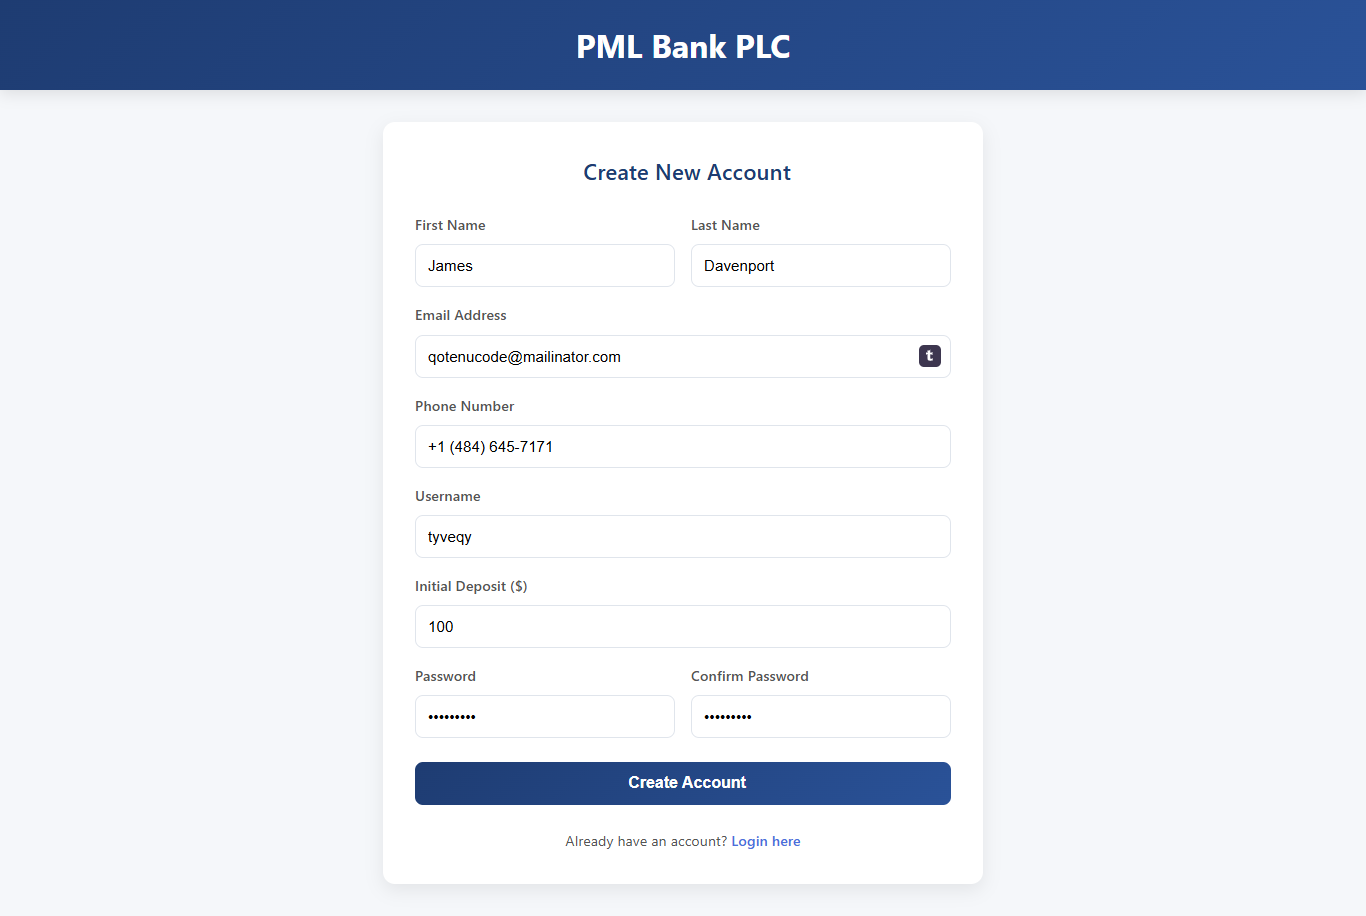 PML Bank PLC
Create New Account
First Name Last Name
James Davenport
Email Address
qotenucode@mailinator.com t
Phone Number
+1 (484) 645-7171
Username
tyveqy
Initial Deposit ($)
100
Password Confirm Password
••••••••• •••••••••
Create Account
Already have an account? Login here